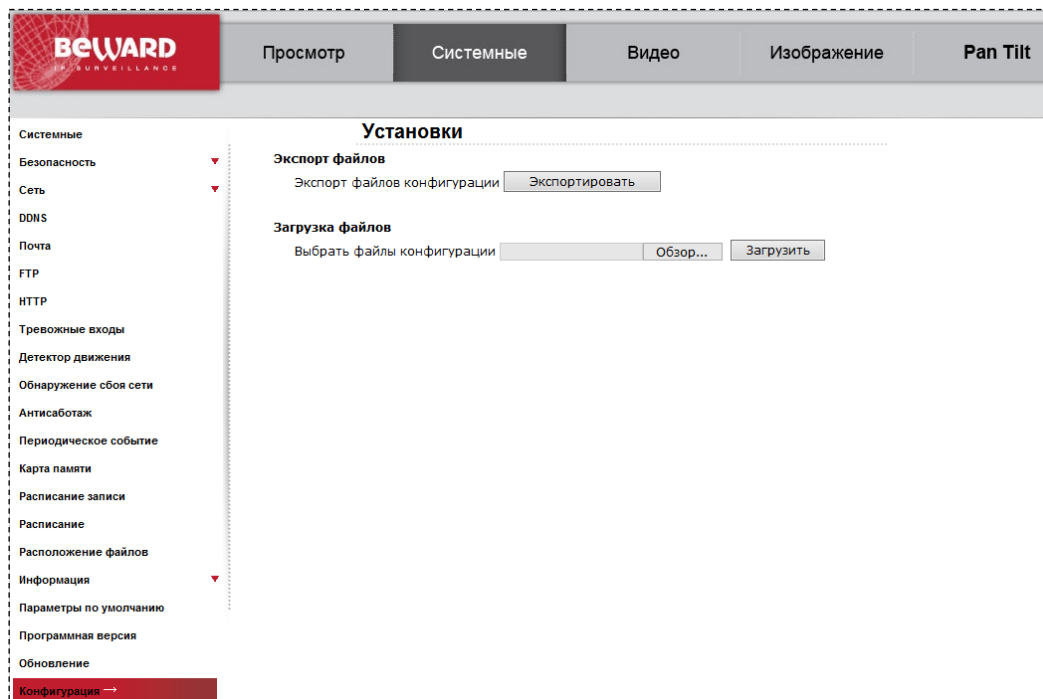 BEWARD
IP SURVEILLANCE
Просмотр
Системные
Видео
Изображение
Pan Tilt
Системные
Безопасность
Сеть
DDNS
Почта
FTP
HTTP
Тревожные входы
Детектор движения
Обнаружение сбоя сети
Антисаботаж
Периодическое событие
Карта памяти
Расписание записи
Расписание
Расположение файлов
Информация
Параметры по умолчанию
Программная версия
Обновление
Конфигурация →
Установки
Экспорт файлов
Экспорт файлов конфигурации Экспортировать
Загрузка файлов
Выбрать файлы конфигурации Обзор... Загрузить